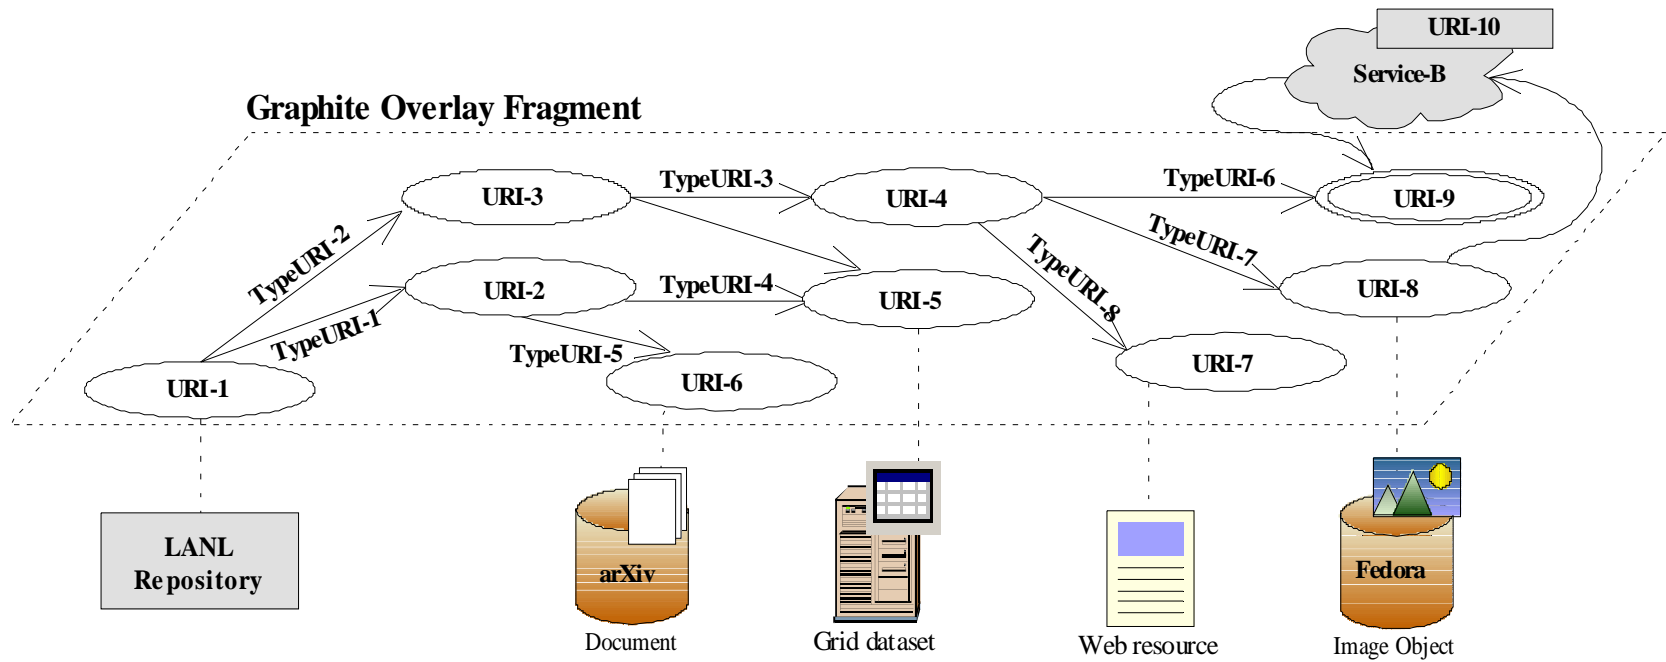 URI-10
Service-B
Graphite Overlay Fragment
TypeURI-3
TypeURI-6
URI-3
URI-4
URI-9
TypeURI-2
TypeURI-7
TypeURI-8
URI-2
TypeURI-4
URI-5
URI-8
TypeURI-1
TypeURI-5
URI-7
URI-1
URI-6
LANL
Repository
arXiv
Fedora
Document
Grid dataset
Web resource
Image Object